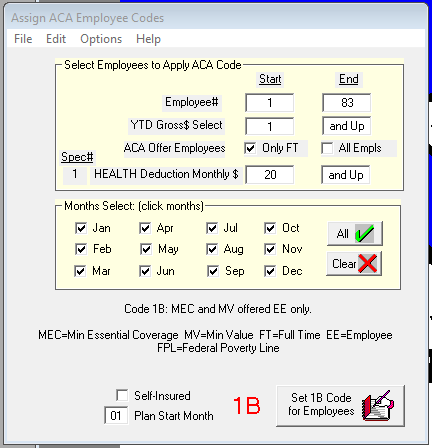 Assign ACA Employee Codes
File Edit Options Help
Select Employees to Apply ACA Code
Start End
Employee# 1 83
YTD Gross$ Select 1 and Up
ACA Offer Employees Only FT All Empls
Spec#
1 HEALTH Deduction Monthly $ 20 and Up
Months Select: (click months)
Jan Apr Jul Oct All
Feb May Aug Nov
Mar Jun Sep Dec Clear
Code 1B: MEC and MV offered EE only.
MEC=Min Essential Coverage MV=Min Value FT=Full Time EE=Employee
FPL=Federal Poverty Line
Self-Insured
01 Plan Start Month
1B
Set 1B Code
for Employees